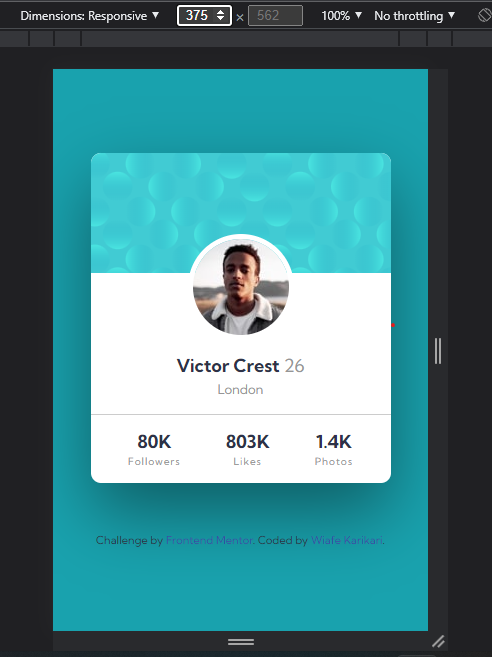 Dimensions: Responsive ▼ 375 × 562 100% ▼ No throttling ▼
Victor Crest 26
London
80K 803K 1.4K
Followers Likes Photos
Challenge by Frontend Mentor. Coded by Wiafe Karikari.